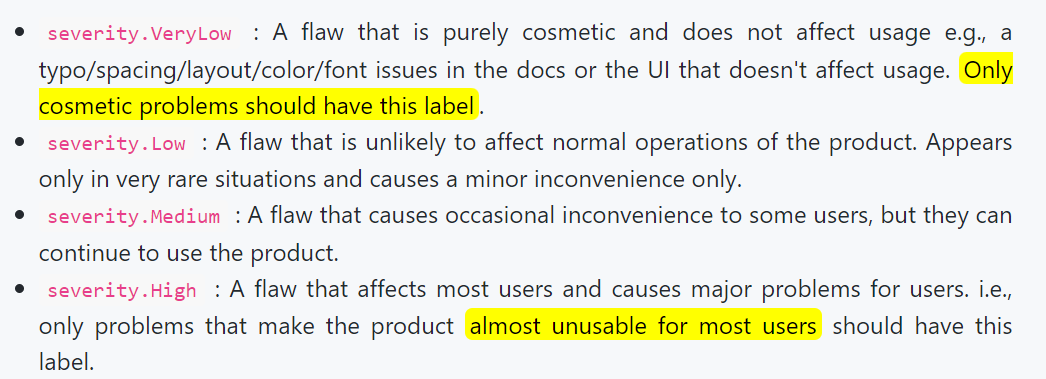 severity.VeryLow : A flaw that is purely cosmetic and does not affect usage e.g., a
typo/spacing/layout/color/font issues in the docs or the UI that doesn't affect usage. Only
cosmetic problems should have this label.
severity.Low : A flaw that is unlikely to affect normal operations of the product. Appears
only in very rare situations and causes a minor inconvenience only.
severity.Medium : A flaw that causes occasional inconvenience to some users, but they can
continue to use the product.
severity.High : A flaw that affects most users and causes major problems for users. i.e.,
only problems that make the product almost unusable for most users should have this
label.